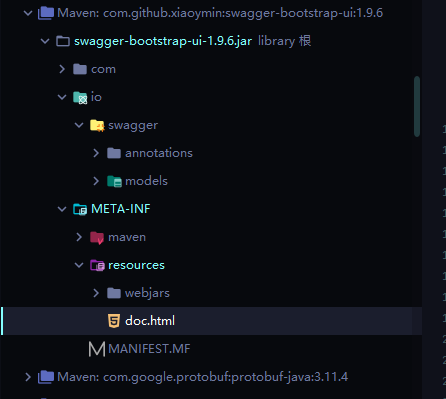 Maven: com.github.xiaoymin:swagger-bootstrap-ui:1.9.6
swagger-bootstrap-ui-1.9.6.jar library 根
com
io
swagger
annotations
models
META-INF
maven
resources
webjars
doc.html
MANIFEST.MF
Maven: com.google.protobuf:protobuf-java:3.11.4